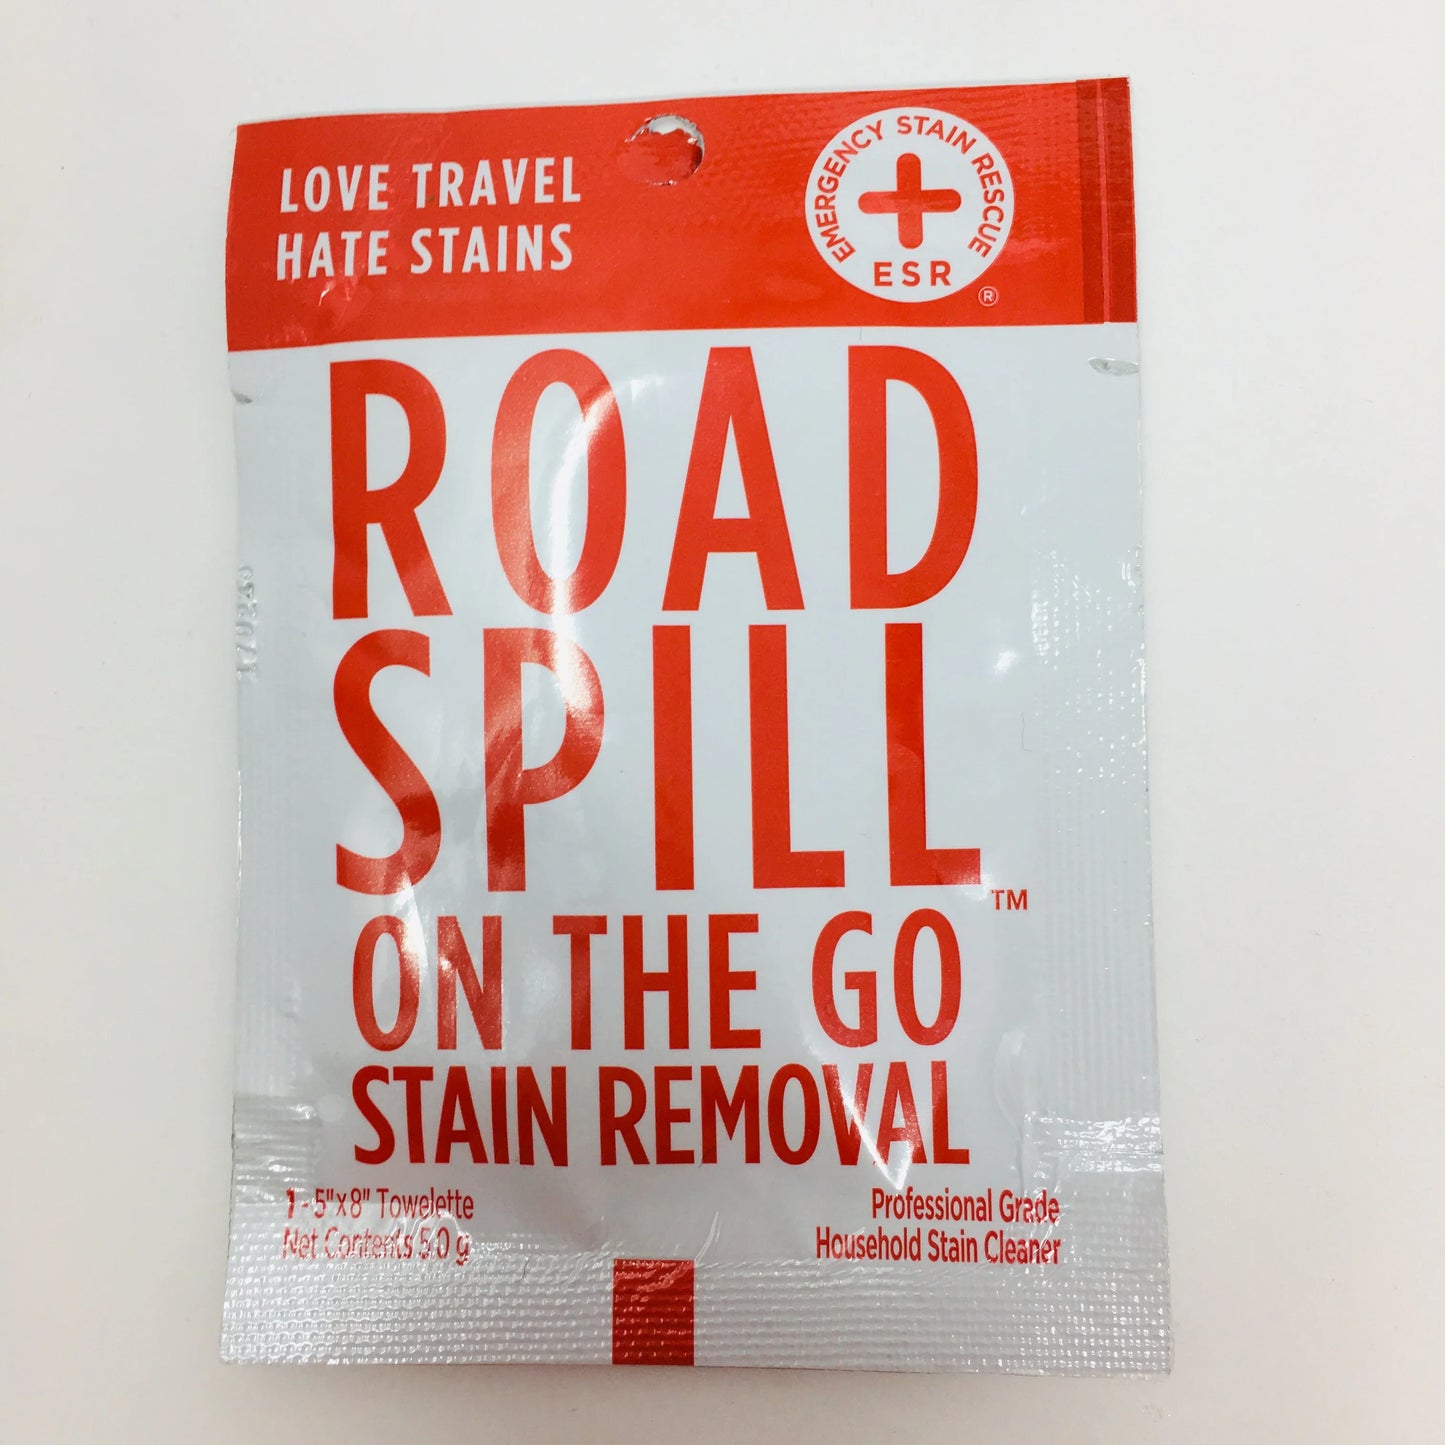 LOVE TRAVEL
HATE STAINS
EMERGENCY STAIN RESCUE
ESR
®
ROAD
SPILL™
ON THE GO
STAIN REMOVAL
1 - 5"x8" Towelette
Net Contents 5.0 g
Professional Grade
Household Stain Cleaner